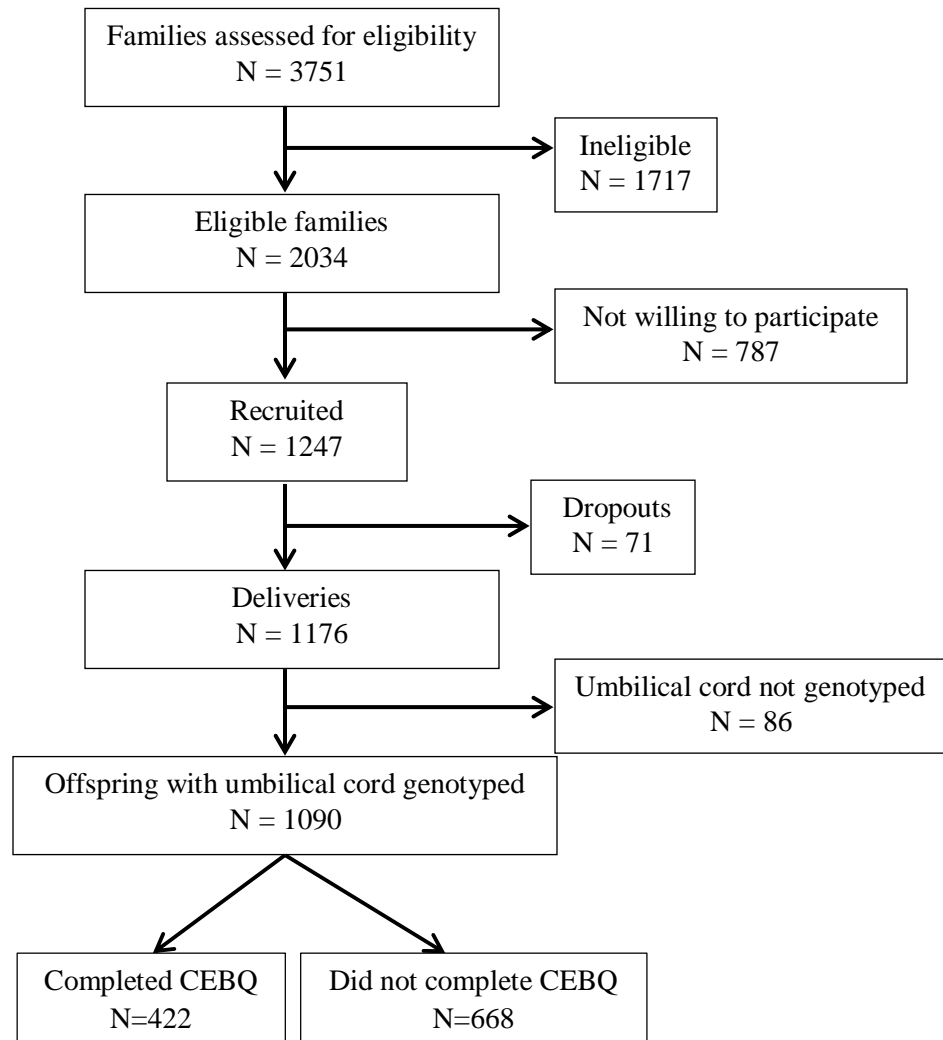 Families assessed for eligibility
N = 3751
Ineligible
N = 1717
Eligible families
N = 2034
Not willing to participate
N = 787
Recruited
N = 1247
Dropouts
N = 71
Deliveries
N = 1176
Umbilical cord not genotyped
N = 86
Offspring with umbilical cord genotyped
N = 1090
Completed CEBQ
N=422
Did not complete CEBQ
N=668